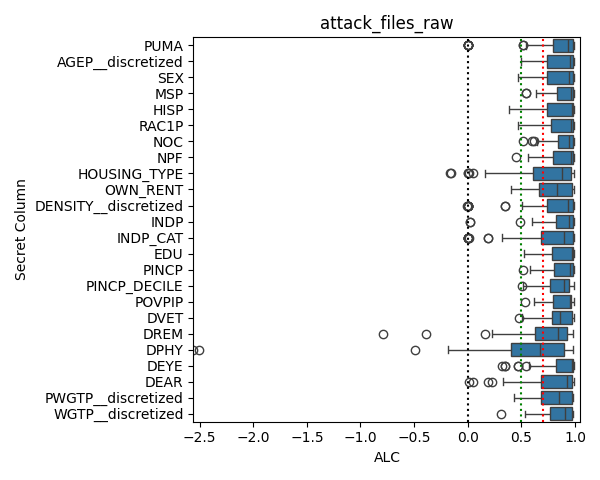 attack_files_raw
Secret Column
PUMA
AGEP__discretized
SEX
MSP
HISP
RAC1P
NOC
NPF
HOUSING_TYPE
OWN_RENT
DENSITY__discretized
INDP
INDP_CAT
EDU
PINCP
PINCP_DECILE
POVPIP
DVET
DREM
DPHY
DEYE
DEAR
PWGTP__discretized
WGTP__discretized
−2.5 −2.0 −1.5 −1.0 −0.5 0.0 0.5 1.0
ALC